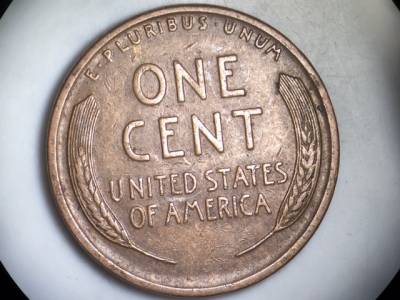 E·PLURIBUS·UNUM
ONE
CENT
UNITED STATES
OF AMERICA